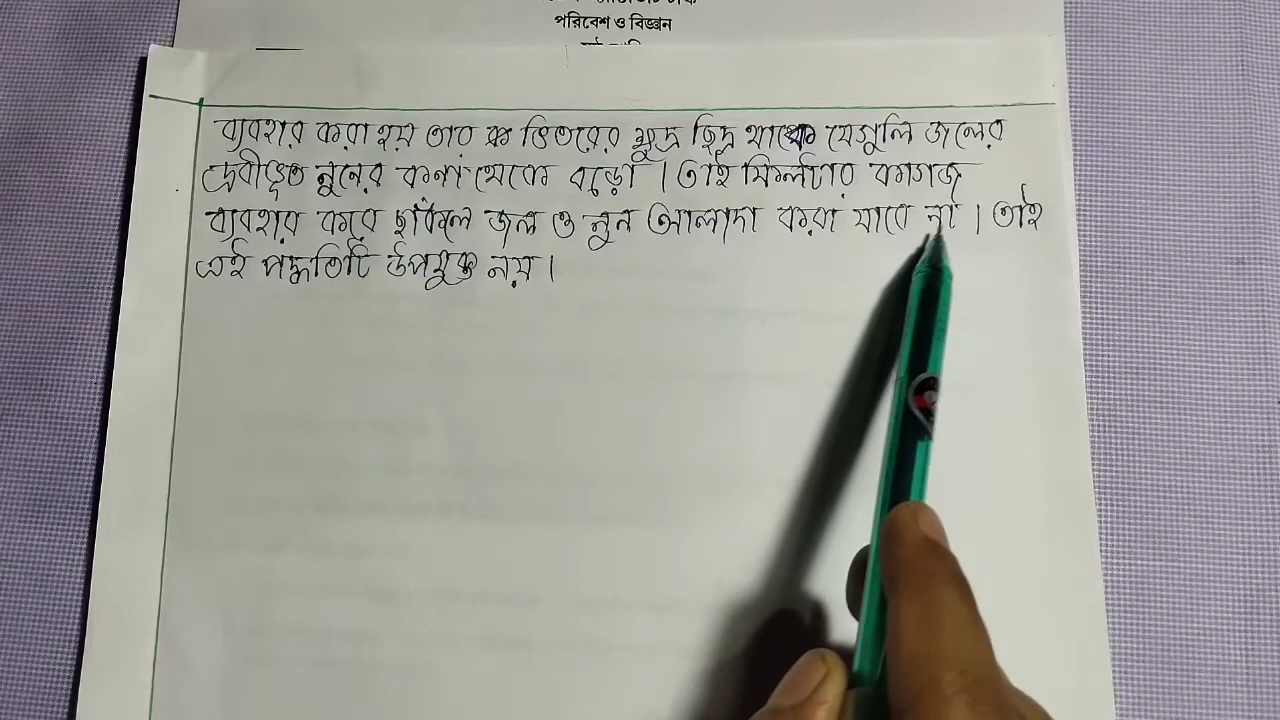 পরিবেশ ও বিজ্ঞান
ব্যবহার করা হয় তার ভিতরের ক্ষুদ্র ছিদ্র থাকে যেগুলি জলের
দ্রবীভূত নুনের কণা থেকে বড়ো । তাই ফিল্টার কাগজ
ব্যবহার করে ছাঁকলে জল ও নুন আলাদা করা যাবে না । তাই
এই পদ্ধতিটি উপযুক্ত নয় ।